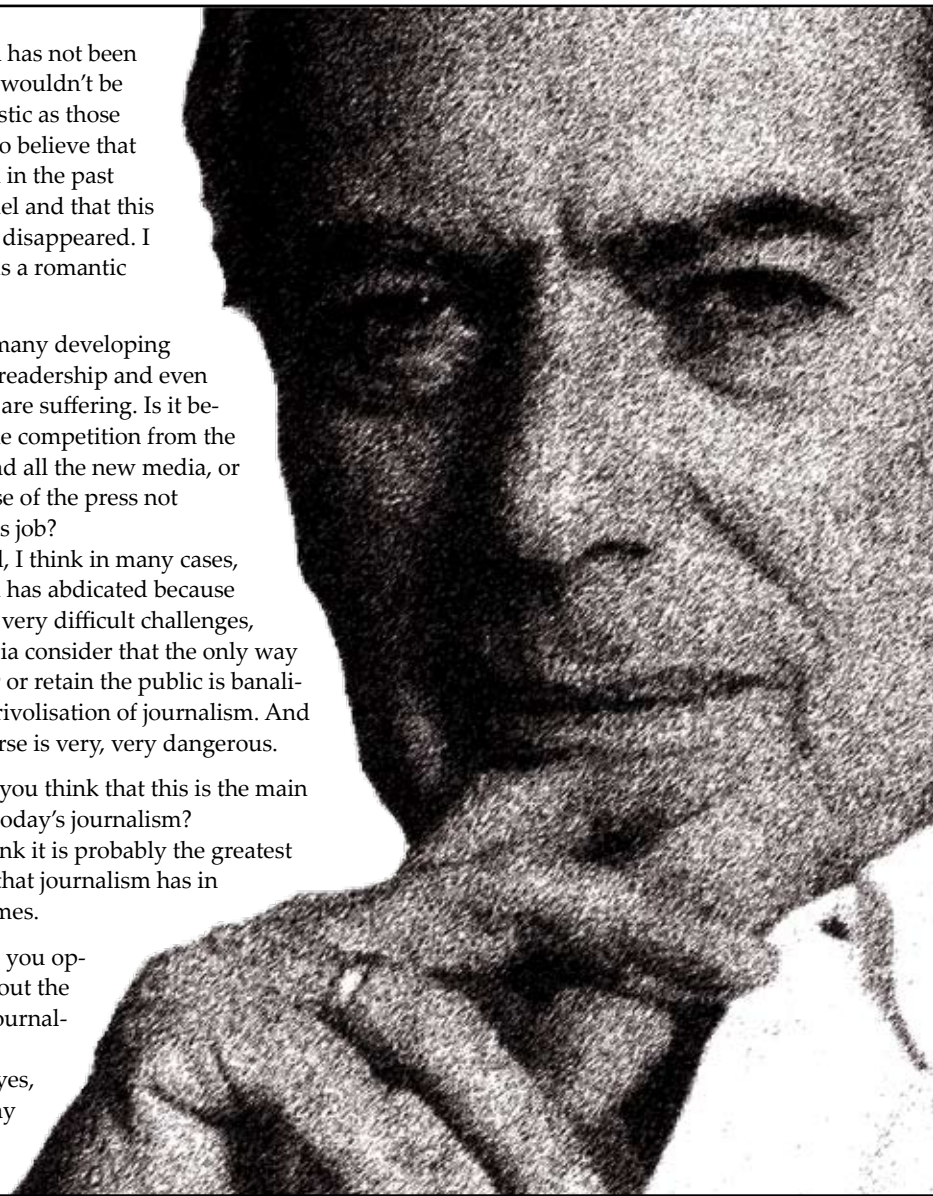 has not been
wouldn't be
stic as those
o believe that
in the past
el and that this
disappeared. I
s a romantic
many developing
readership and even
are suffering. Is it be-
e competition from the
nd all the new media, or
se of the press not
s job?
l, I think in many cases,
has abdicated because
very difficult challenges,
ia consider that the only way
or retain the public is banali-
rivolisation of journalism. And
rse is very, very dangerous.
you think that this is the main
oday's journalism?
nk it is probably the greatest
that journalism has in
mes.
you op-
out the
ournal-
yes,
ny